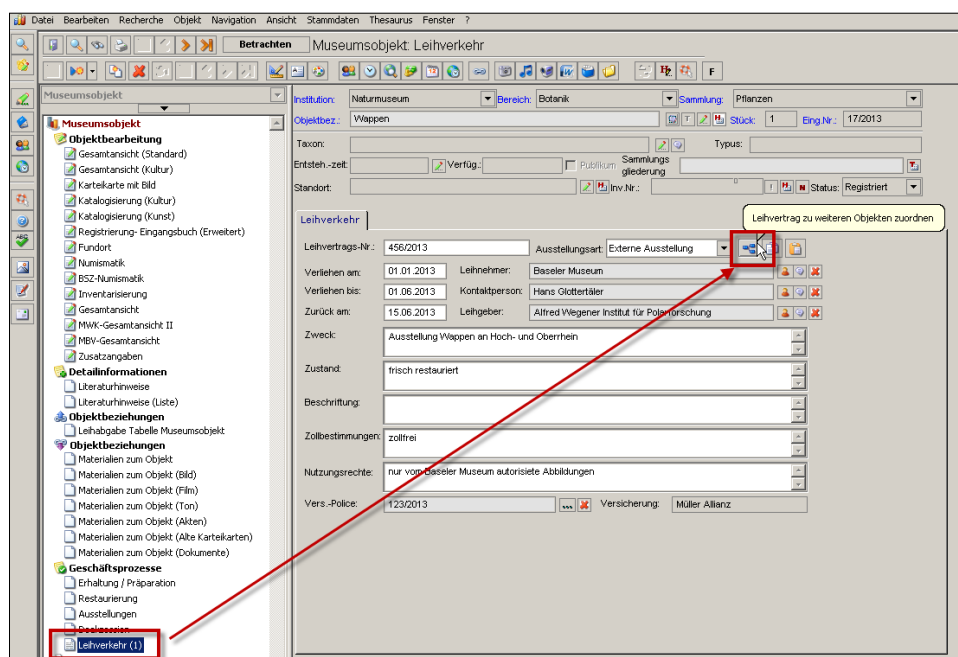 Datei Bearbeiten Recherche Objekt Navigation Ansicht Stammdaten Thesaurus Fenster ?
Betrachten Museumsobjekt: Leihverkehr
F
Museumsobjekt
Museumsobjekt
Objektbearbeitung
Gesamtansicht (Standard)
Gesamtansicht (Kultur)
Karteikarte mit Bild
Katalogisierung (Kultur)
Katalogisierung (Kunst)
Registrierung- Eingangsbuch (Erweitert)
Fundort
Numismatik
BSZ-Numismatik
Inventarisierung
Gesamtansicht
MWK-Gesamtansicht II
MBV-Gesamtansicht
Zusatzangaben
Detailinformationen
Literaturhinweise
Literaturhinweise (Liste)
Objektbeziehungen
Leihabgabe Tabelle Museumsobjekt
Objektbeziehungen
Materialien zum Objekt
Materialien zum Objekt (Bild)
Materialien zum Objekt (Film)
Materialien zum Objekt (Ton)
Materialien zum Objekt (Akten)
Materialien zum Objekt (Alte Karteikarten)
Materialien zum Objekt (Dokumente)
Geschäftsprozesse
Erhaltung / Präparation
Restaurierung
Ausstellungen
Leihverkehr (1)
Institution: Naturmuseum Bereich: Botanik Sammlung: Pflanzen
Objektbez.: Wappen Stück: 1 Eing.Nr.: 17/2013
Taxon: Typus:
Entsteh.-zeit: Verfüg.: Publikum Sammlungs gliederung
Standort: Inv.Nr.: Status: Registriert
Leihverkehr
Leihvertrag zu weiteren Objekten zuordnen
Leihvertrags-Nr.: 456/2013 Ausstellungsart: Externe Ausstellung
Verliehen am: 01.01.2013 Leihnehmer: Baseler Museum
Verliehen bis: 01.06.2013 Kontaktperson: Hans Glottertäler
Zurück am: 15.06.2013 Leihgeber: Alfred Wegener Institut für Polarforschung
Zweck: Ausstellung Wappen an Hoch- und Oberrhein
Zustand: frisch restauriert
Beschriftung:
Zollbestimmungen: zollfrei
Nutzungsrechte: nur vom Baseler Museum autorisiete Abbildungen
Vers.-Police: 123/2013 ... Versicherung: Müller Allianz